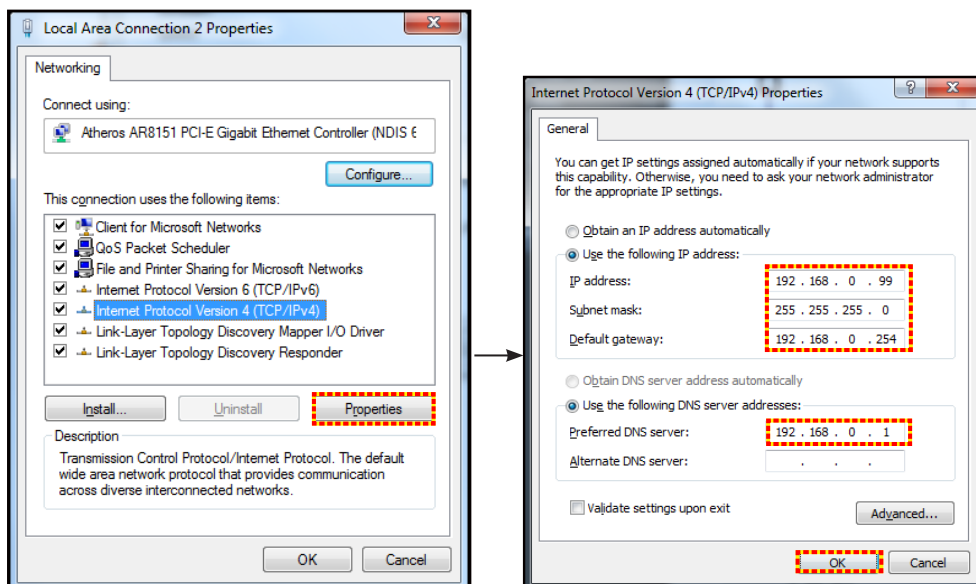 Local Area Connection 2 Properties
Networking
Connect using:
Atheros AR8151 PCI-E Gigabit Ethernet Controller (NDIS 6
Configure...
This connection uses the following items:
Client for Microsoft Networks
QoS Packet Scheduler
File and Printer Sharing for Microsoft Networks
Internet Protocol Version 6 (TCP/IPv6)
Internet Protocol Version 4 (TCP/IPv4)
Link-Layer Topology Discovery Mapper I/O Driver
Link-Layer Topology Discovery Responder
Install...
Uninstall
Properties
Description
Transmission Control Protocol/Internet Protocol. The default
wide area network protocol that provides communication
across diverse interconnected networks.
OK
Cancel
Internet Protocol Version 4 (TCP/IPv4) Properties
General
You can get IP settings assigned automatically if your network supports
this capability. Otherwise, you need to ask your network administrator
for the appropriate IP settings.
Obtain an IP address automatically
Use the following IP address:
IP address: 192 . 168 . 0 . 99
Subnet mask: 255 . 255 . 255 . 0
Default gateway: 192 . 168 . 0 . 254
Obtain DNS server address automatically
Use the following DNS server addresses:
Preferred DNS server: 192 . 168 . 0 . 1
Alternate DNS server: . . .
Validate settings upon exit
Advanced...
OK
Cancel